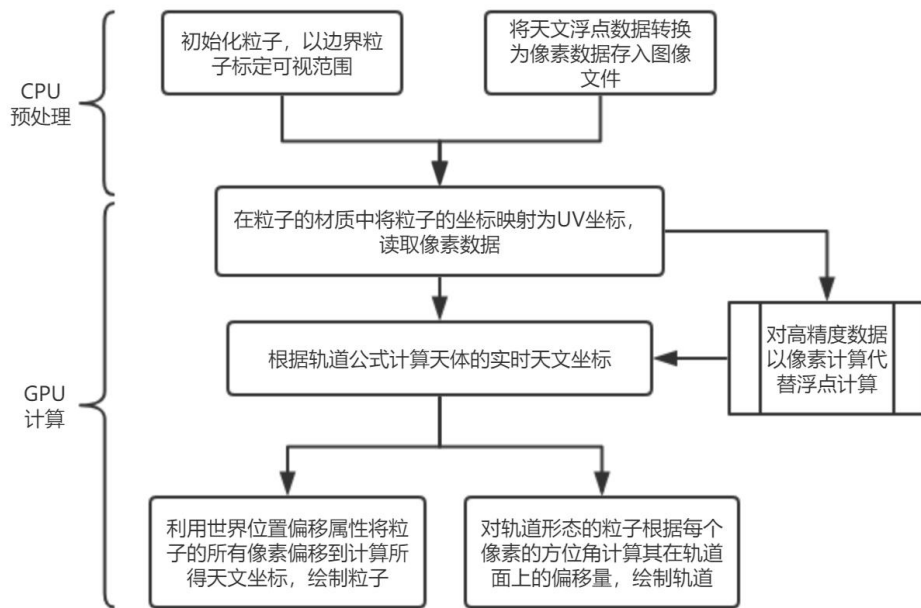 初始化粒子，以边界粒
子标定可视范围
将天文浮点数据转换
为像素数据存入图像
文件
CPU
预处理
在粒子的材质中将粒子的坐标映射为UV坐标，
读取像素数据
根据轨道公式计算天体的实时天文坐标
对高精度数据
以像素计算代
替浮点计算
GPU
计算
利用世界位置偏移属性将粒
子的所有像素偏移到计算所
得天文坐标，绘制粒子
对轨道形态的粒子根据每个
像素的方位角计算其在轨道
面上的偏移量，绘制轨道